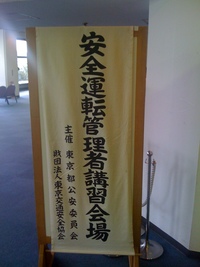 安全運転管理者講習会場
主催 東京都公安委員会
財団法人東京交通安全協会